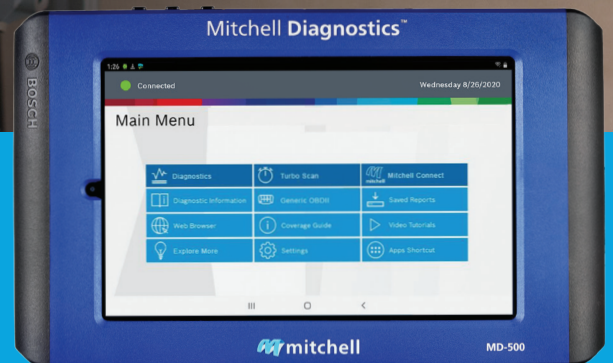 Mitchell Diagnostics™
BOSCH
1:26
Connected
Wednesday 8/26/2020
Main Menu
Diagnostics
Turbo Scan
mitchell
Mitchell Connect
Diagnostic Information
Generic OBDII
Saved Reports
Web Browser
Coverage Guide
Video Tutorials
Explore More
Settings
Apps Shortcut
mitchell
MD-500